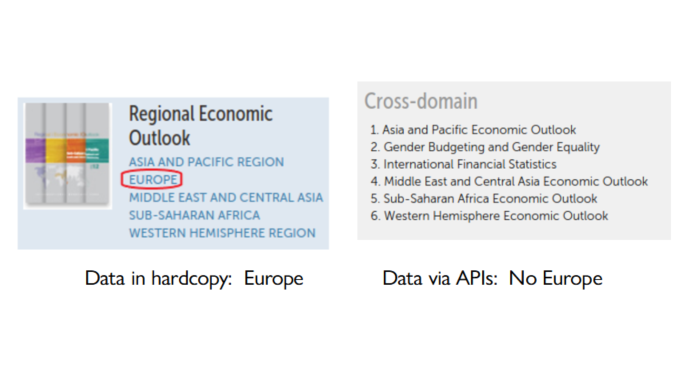 Regional Economic
Outlook
ASIA AND PACIFIC REGION
EUROPE
MIDDLE EAST AND CENTRAL ASIA
SUB-SAHARAN AFRICA
WESTERN HEMISPHERE REGION
Data in hardcopy: Europe
Cross-domain
1. Asia and Pacific Economic Outlook
2. Gender Budgeting and Gender Equality
3. International Financial Statistics
4. Middle East and Central Asia Economic Outlook
5. Sub-Saharan Africa Economic Outlook
6. Western Hemisphere Economic Outlook
Data via APIs: No Europe